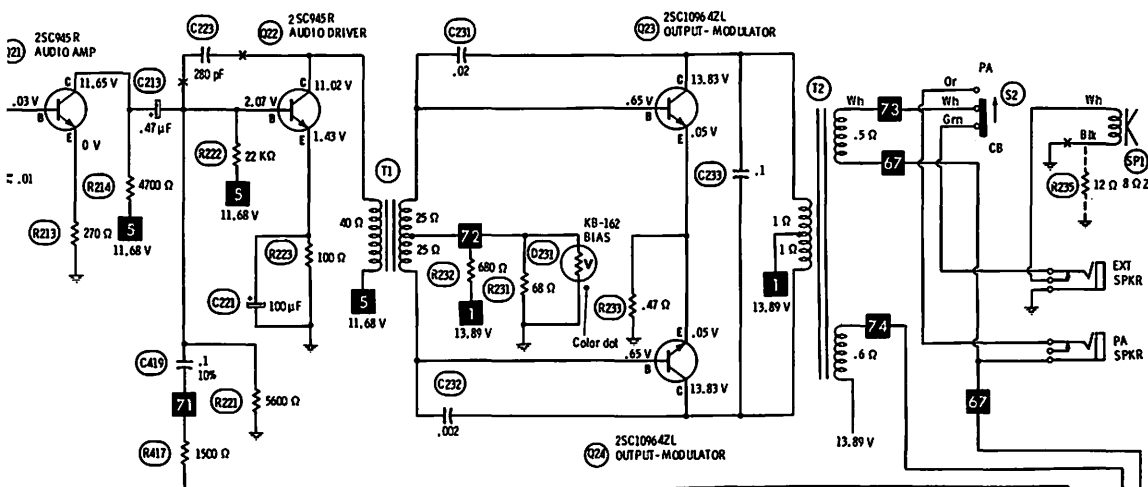 Q21
2SC945R
AUDIO AMP
C
11.65 V
.03 V
B
E
0 V
.01
R213
270 Ω
R214
4700 Ω
5
11.68 V
C213
+
.47 μF
C223
280 pF
Q22
2SC945R
AUDIO DRIVER
C
11.02 V
2.07 V
B
1.43 V
E
R222
22 KΩ
5
11.68 V
R223
100 Ω
C221
+
100 μF
C419
.1
10%
71
R417
1500 Ω
R221
5600 Ω
T1
40 Ω
25 Ω
25 Ω
5
11.68 V
72
R232
680 Ω
1
13.89 V
R231
68 Ω
D231
KB-162
BIAS
V
Color dot
C231
.02
C232
.002
Q23
2SC10964ZL
OUTPUT-MODULATOR
C
13.83 V
.65 V
B
E
.05 V
R233
.47 Ω
C233
.1
E
.05 V
.65 V
B
C
13.83 V
Q24
2SC10964ZL
OUTPUT-MODULATOR
1 Ω
1 Ω
1
13.89 V
T2
Wh
.5 Ω
73
67
74
.6 Ω
13.89 V
PA
Or
Wh
Grn
S2
CB
Wh
Blk
SP1
8 Ω Z
R235
12 Ω
EXT
SPKR
PA
SPKR
67